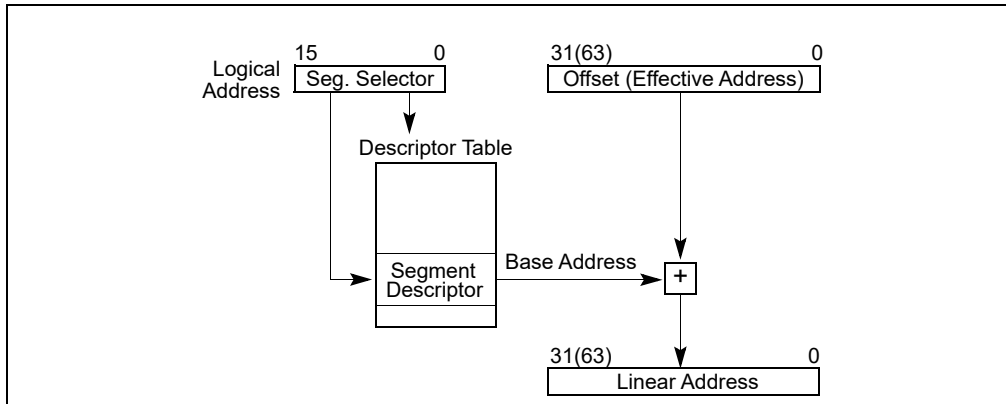 15 0 31(63) 0
Logical
Address
Seg. Selector
Offset (Effective Address)
Descriptor Table
Base Address
Segment
Descriptor
+
31(63) 0
Linear Address